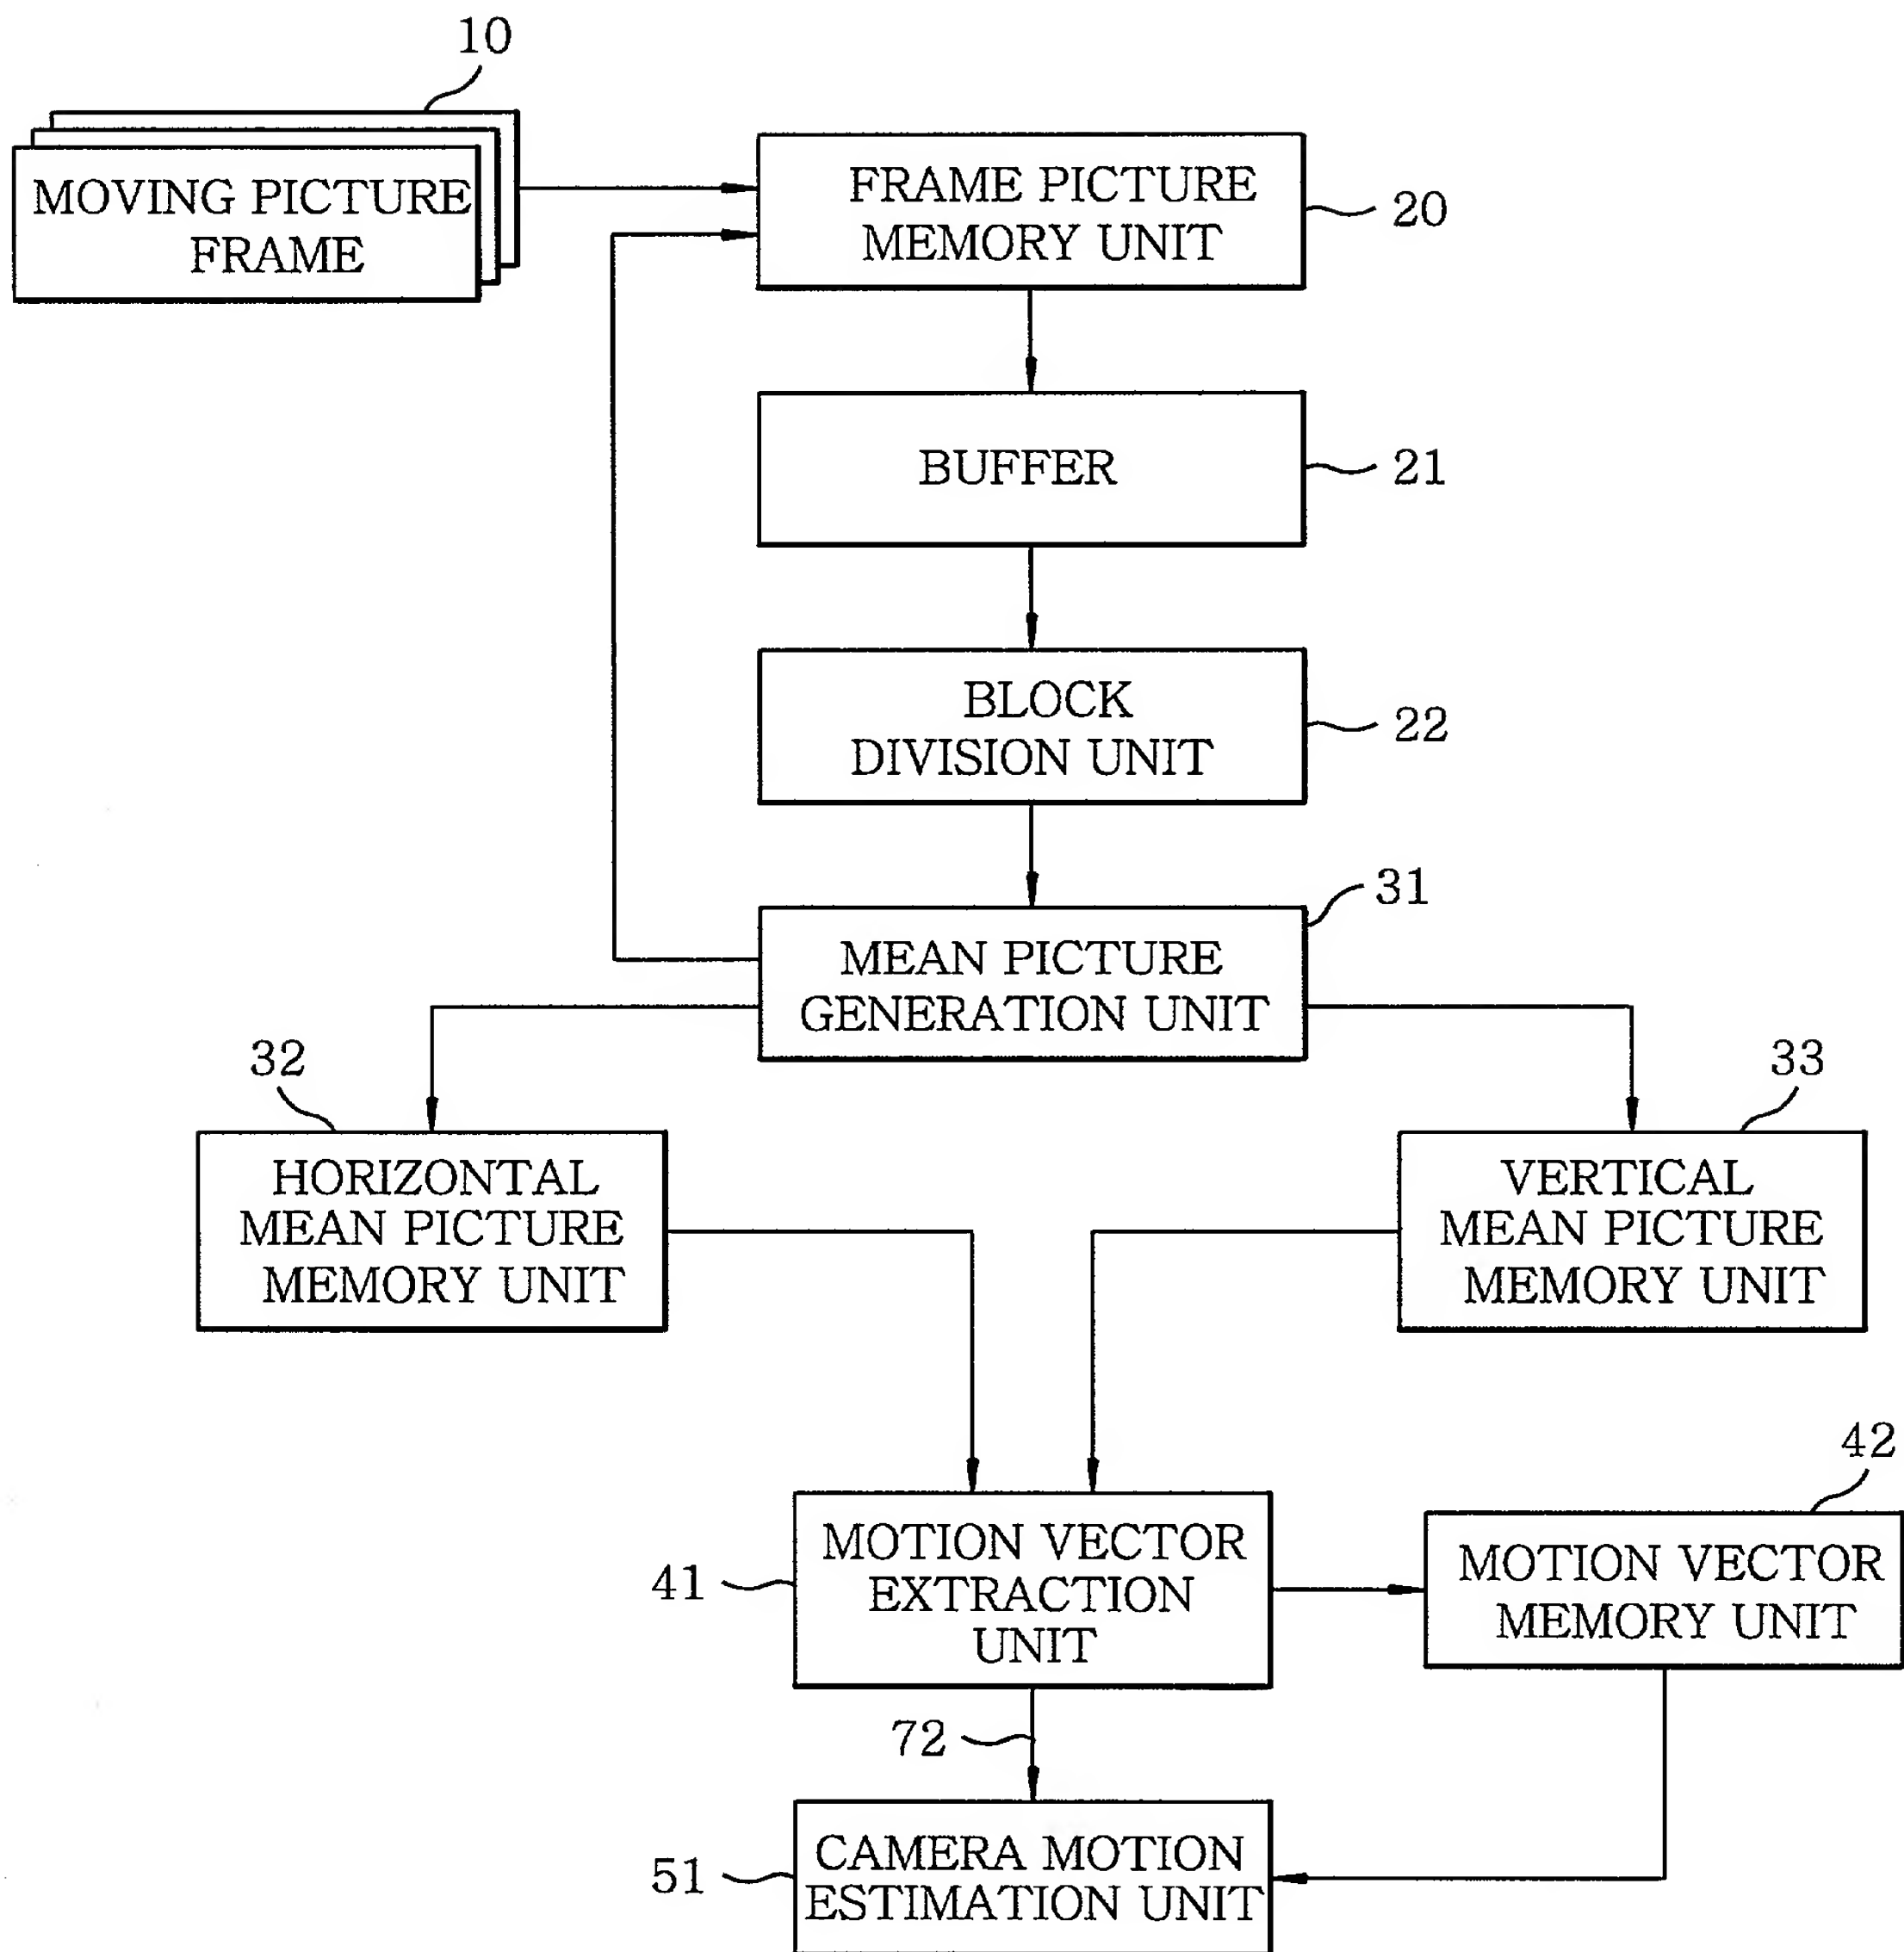 10
MOVING PICTURE
FRAME
FRAME PICTURE
MEMORY UNIT
20
BUFFER
21
BLOCK
DIVISION UNIT
22
31
MEAN PICTURE
GENERATION UNIT
32
33
HORIZONTAL
MEAN PICTURE
MEMORY UNIT
VERTICAL
MEAN PICTURE
MEMORY UNIT
42
41
MOTION VECTOR
EXTRACTION
UNIT
MOTION VECTOR
MEMORY UNIT
72
51
CAMERA MOTION
ESTIMATION UNIT